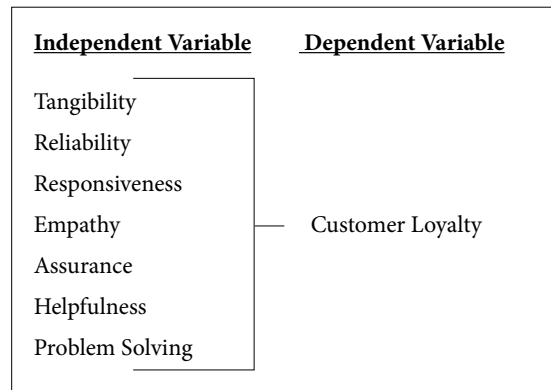 Independent Variable Dependent Variable
Tangibility
Reliability
Responsiveness
Empathy Customer Loyalty
Assurance
Helpfulness
Problem Solving